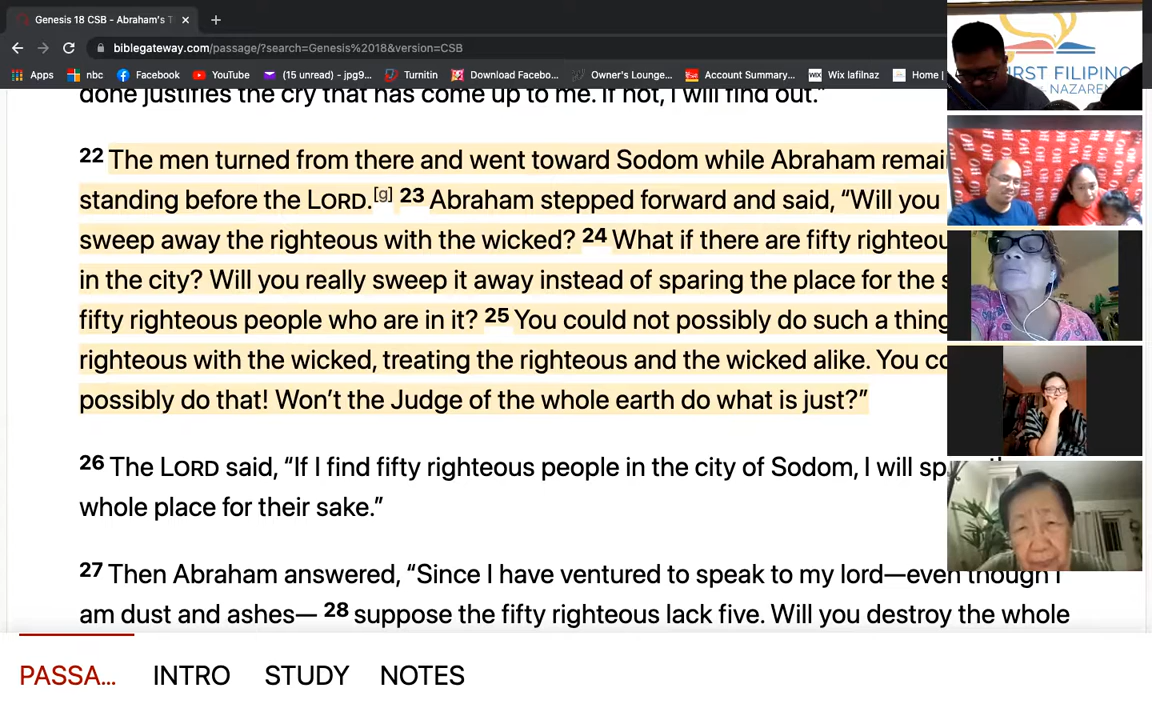 Genesis 18 CSB - Abraham's T
biblegateway.com/passage/?search=Genesis%2018&version=CSB
Apps nbc Facebook YouTube (15 unread) - jpg9... Turnitin Download Facebo... Owner's Lounge... Account Summary... Wix lafilnaz Home |
done justifies the cry that has come up to me. If not, I will find out.”
22 The men turned from there and went toward Sodom while Abraham remai
standing before the LORD.[g] 23 Abraham stepped forward and said, “Will you
sweep away the righteous with the wicked? 24 What if there are fifty righteou
in the city? Will you really sweep it away instead of sparing the place for the s
fifty righteous people who are in it? 25 You could not possibly do such a thing
righteous with the wicked, treating the righteous and the wicked alike. You co
possibly do that! Won’t the Judge of the whole earth do what is just?”
26 The LORD said, “If I find fifty righteous people in the city of Sodom, I will sp
whole place for their sake.”
27 Then Abraham answered, “Since I have ventured to speak to my lord—even though I
am dust and ashes— 28 suppose the fifty righteous lack five. Will you destroy the whole
PASSA... INTRO STUDY NOTES
IRST FILIPINO
NAZAREN
HO HO HO